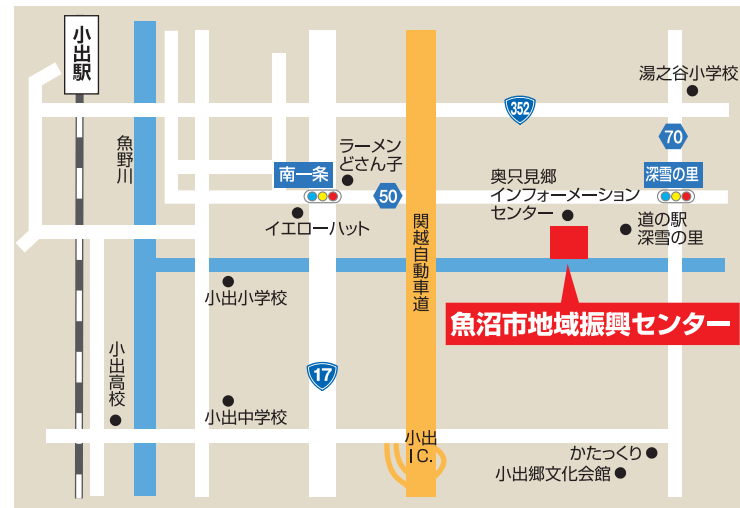 小出駅
湯之谷小学校
352
70
魚野川
ラーメン
どさん子
南一条
深雪の里
奥只見郷
インフォーメーション
センター
50
イエローハット
道の駅
深雪の里
関越自動車道
小出小学校
魚沼市地域振興センター
小出高校
17
小出中学校
小出
IC.
かたっくり
小出郷文化会館